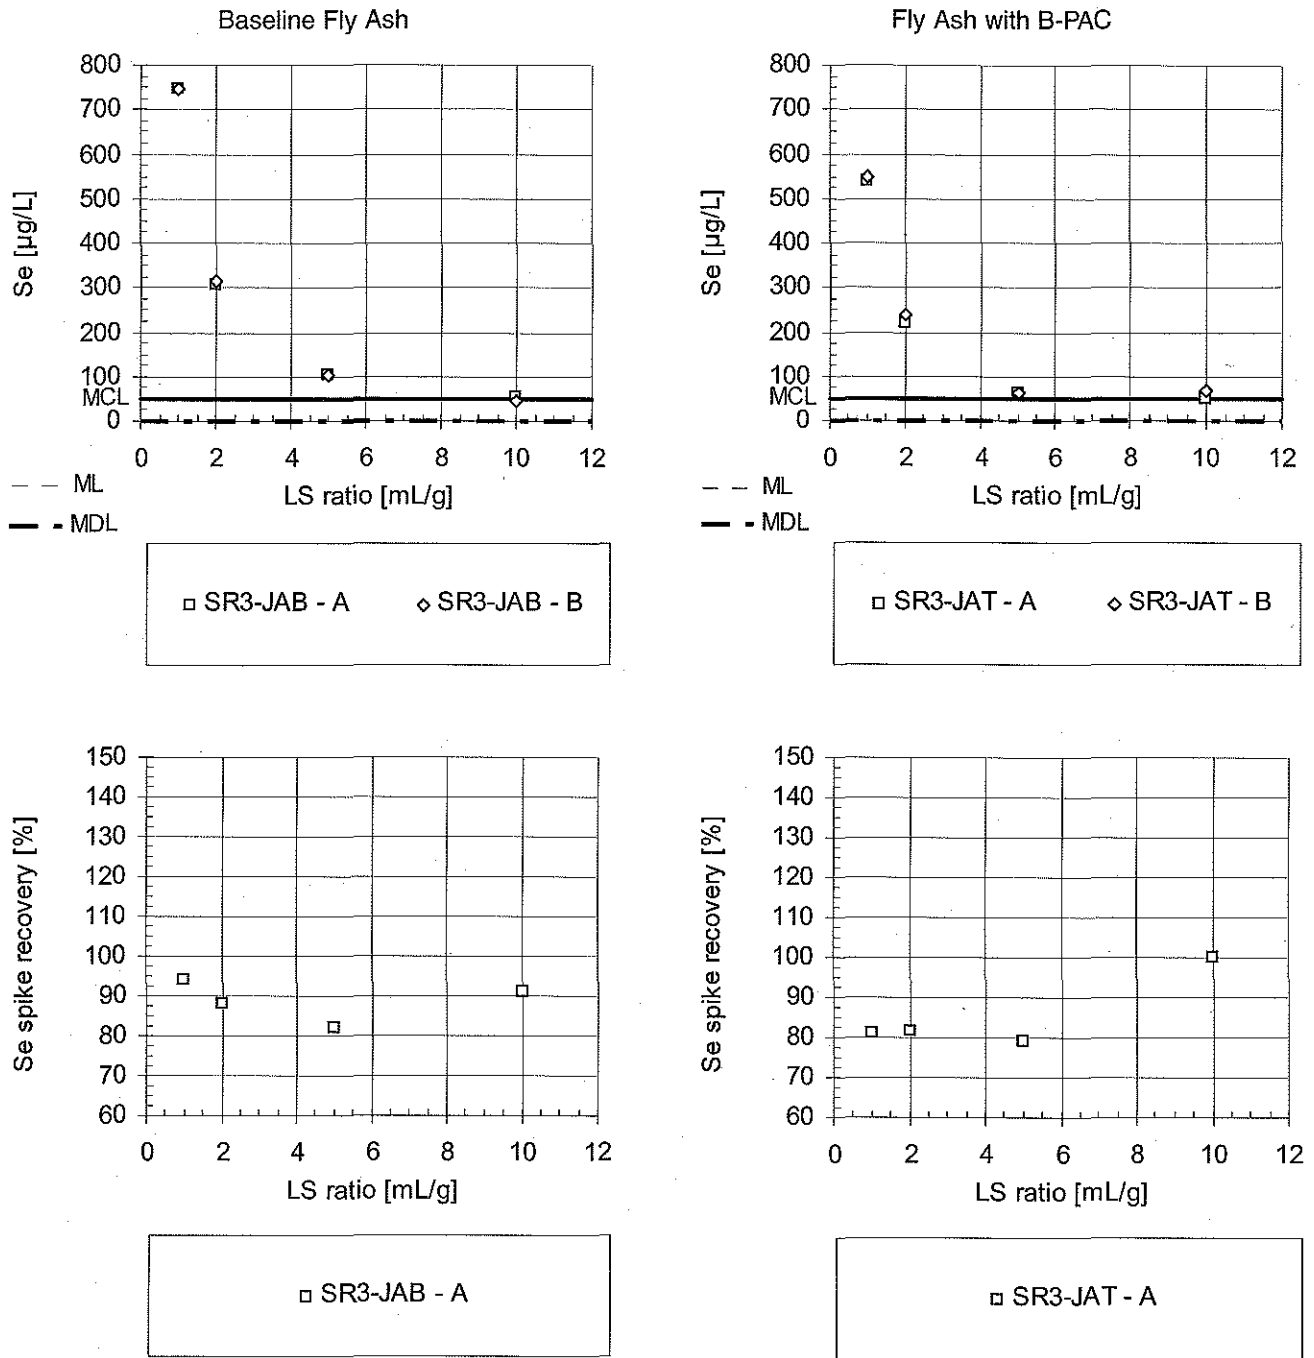 Baseline Fly Ash
800
700
600
500
400
300
200
100
MCL
0
Se [µg/L]
0 2 4 6 8 10 12
LS ratio [mL/g]
ML
MDL
SR3-JAB - A SR3-JAB - B
Fly Ash with B-PAC
800
700
600
500
400
300
200
100
MCL
0
Se [µg/L]
0 2 4 6 8 10 12
LS ratio [mL/g]
ML
MDL
SR3-JAT - A SR3-JAT - B
150
140
130
120
110
100
90
80
70
60
Se spike recovery [%]
0 2 4 6 8 10 12
LS ratio [mL/g]
SR3-JAB - A
150
140
130
120
110
100
90
80
70
60
Se spike recovery [%]
0 2 4 6 8 10 12
LS ratio [mL/g]
SR3-JAT - A